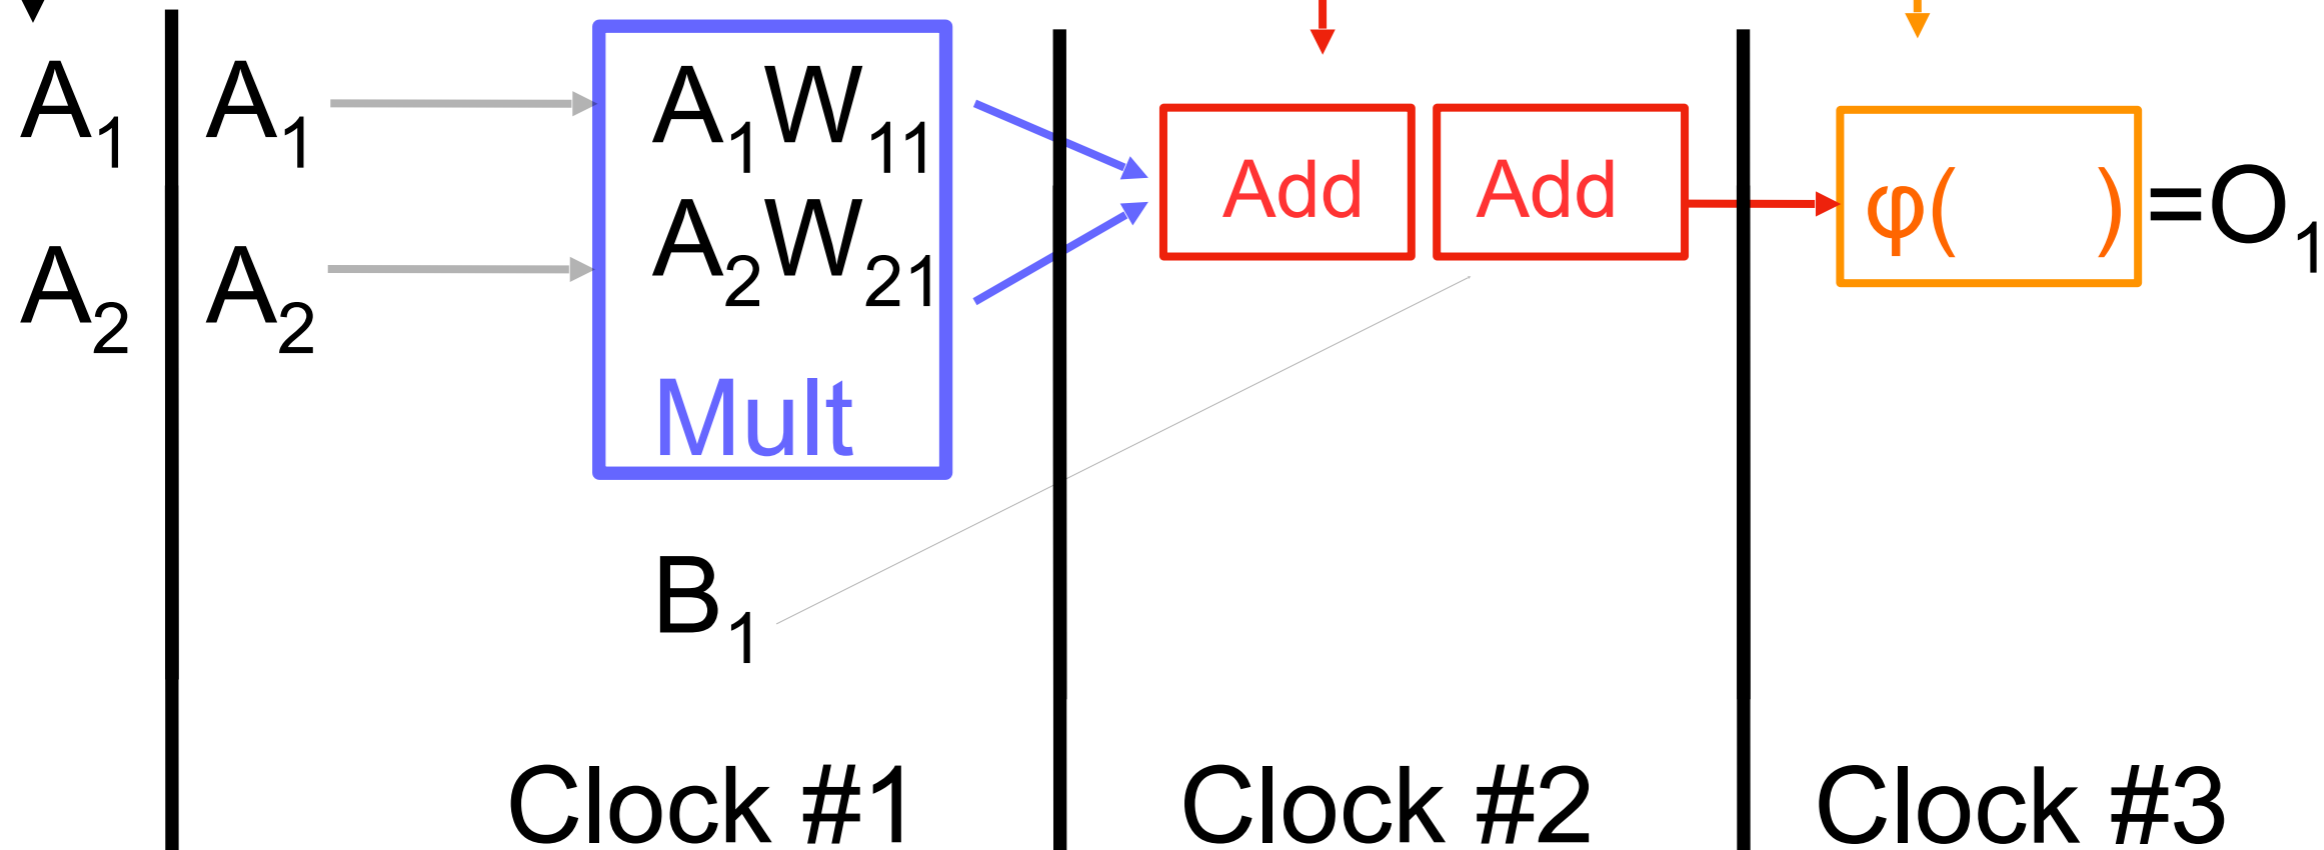 A₁ A₁ A₁W₁₁ Add Add φ( ) =O₁
A₂ A₂ A₂W₂₁
Mult
B₁
Clock #1 Clock #2 Clock #3